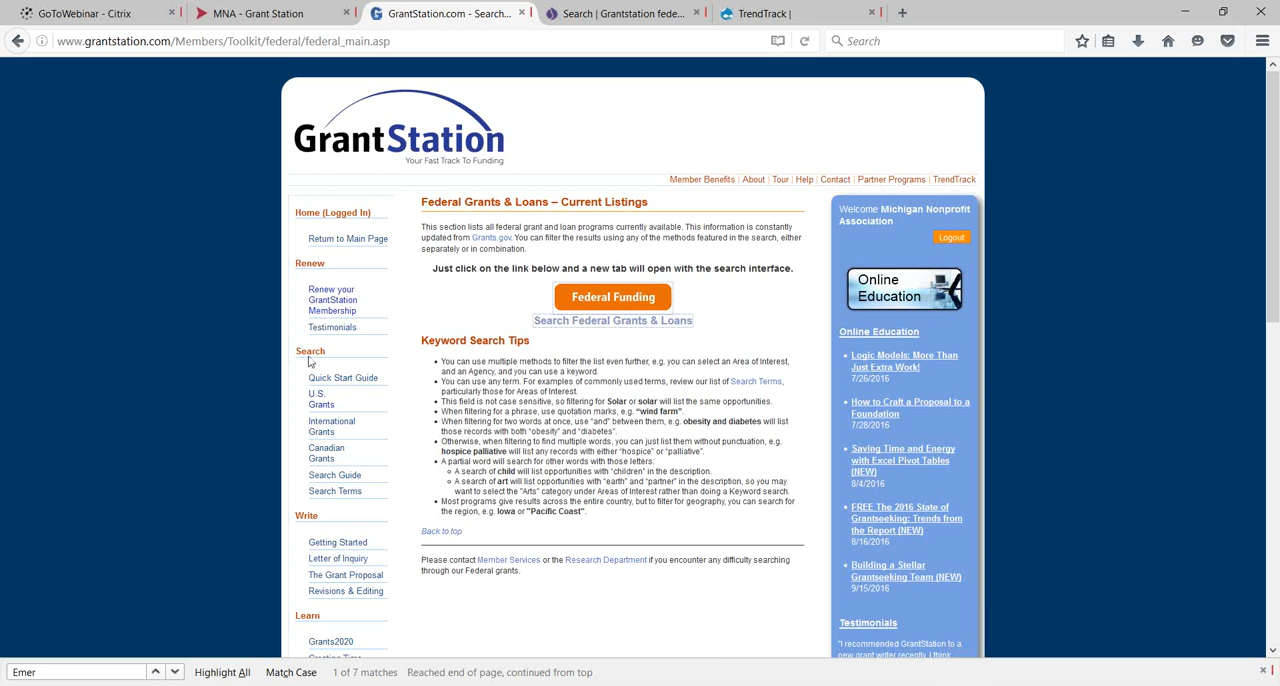 GoToWebinar - Citrix
MNA - Grant Station
GrantStation.com - Search...
Search | Grantstation fede...
TrendTrack |
www.grantstation.com/Members/Toolkit/federal/federal_main.asp
Search
GrantStation
Your Fast Track To Funding
Member Benefits | About | Tour | Help | Contact | Partner Programs | TrendTrack
Home (Logged In)
Return to Main Page
Renew
Renew your
GrantStation
Membership
Testimonials
Search
Quick Start Guide
U.S.
Grants
International
Grants
Canadian
Grants
Search Guide
Search Terms
Write
Getting Started
Letter of Inquiry
The Grant Proposal
Revisions & Editing
Learn
Grants2020
Federal Grants & Loans – Current Listings
This section lists all federal grant and loan programs currently available. This information is constantly
updated from Grants.gov. You can filter the results using any of the methods featured in the search, either
separately or in combination.
Just click on the link below and a new tab will open with the search interface.
Federal Funding
Search Federal Grants & Loans
Keyword Search Tips
• You can use multiple methods to filter the list even further, e.g. you can select an Area of Interest,
and an Agency, and you can use a keyword.
• You can use any term. For examples of commonly used terms, review our list of Search Terms,
particularly those for Areas of Interest.
• This field is not case sensitive, so filtering for Solar or solar will list the same opportunities.
• When filtering for a phrase, use quotation marks, e.g. "wind farm".
• When filtering for two words at once, use "and" between them, e.g. obesity and diabetes will list
those records with both "obesity" and "diabetes".
• Otherwise, when filtering to find multiple words, you can just list them without punctuation, e.g.
hospice palliative will list any records with either "hospice" or "palliative".
• A partial word will search for other words with those letters:
o A search of child will list opportunities with "children" in the description.
o A search of art will list opportunities with "earth" and "partner" in the description, so you may
want to select the "Arts" category under Areas of Interest rather than doing a Keyword search.
• Most programs give results across the entire country, but to filter for geography, you can search for
the region, e.g. Iowa or "Pacific Coast".
Back to top
Please contact Member Services or the Research Department if you encounter any difficulty searching
through our Federal grants.
Welcome Michigan Nonprofit
Association
Logout
Online
Education
Online Education
• Logic Models: More Than
Just Extra Work!
7/26/2016
• How to Craft a Proposal to a
Foundation
7/28/2016
• Saving Time and Energy
with Excel Pivot Tables
(NEW)
8/4/2016
• FREE The 2016 State of
Grantseeking: Trends from
the Report (NEW)
8/16/2016
• Building a Stellar
Grantseeking Team (NEW)
9/15/2016
Testimonials
"I recommended GrantStation to a
new grant writer recently. I think
Emer
Highlight All
Match Case
1 of 7 matches
Reached end of page, continued from top